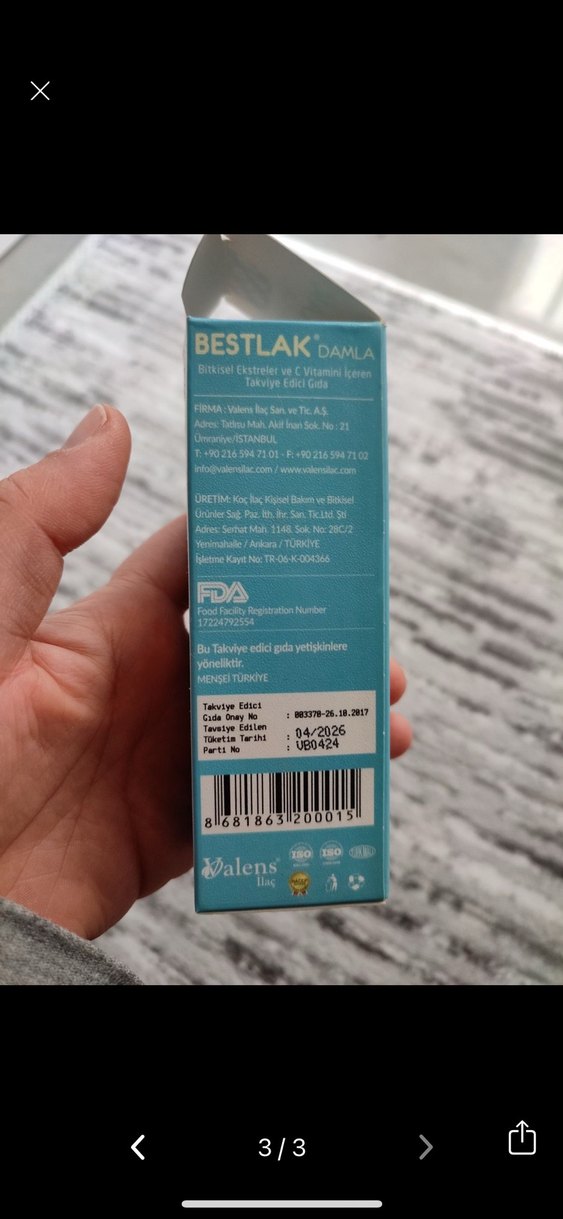 BESTLAK® DAMLA
Bitkisel Ekstreler ve C Vitamini İçeren
Takviye Edici Gıda
FİRMA : Valens İlaç San. ve Tic. A.Ş.
Adres: Tatlısu Mah. Akif İnan Sok. No : 21
Ümraniye/İSTANBUL
T: +90 216 594 71 01 - F: +90 216 594 71 02
info@valensilac.com / www.valensilac.com
ÜRETİM: Koç İlaç Kişisel Bakım ve Bitkisel
Ürünler Sağ. Paz. İth. İhr. San. Tic.Ltd. Şti
Adres: Serhat Mah. 1148. Sok. No: 28C/2
Yenimahalle / Ankara / TÜRKİYE
İşletme Kayıt No: TR-06-K-004366
FDA
Food Facility Registration Number
17224792554
Bu Takviye edici gıda yetişkinlere
yöneliktir.
MENŞEİ TÜRKİYE
Takviye Edici
Gıda Onay No : 003370-26.10.2017
Tavsiye Edilen
Tüketim Tarihi : 04/2026
Parti No : VB0424
8 681863 200015
Valens®
İlaç
ISO
ISO
3/3